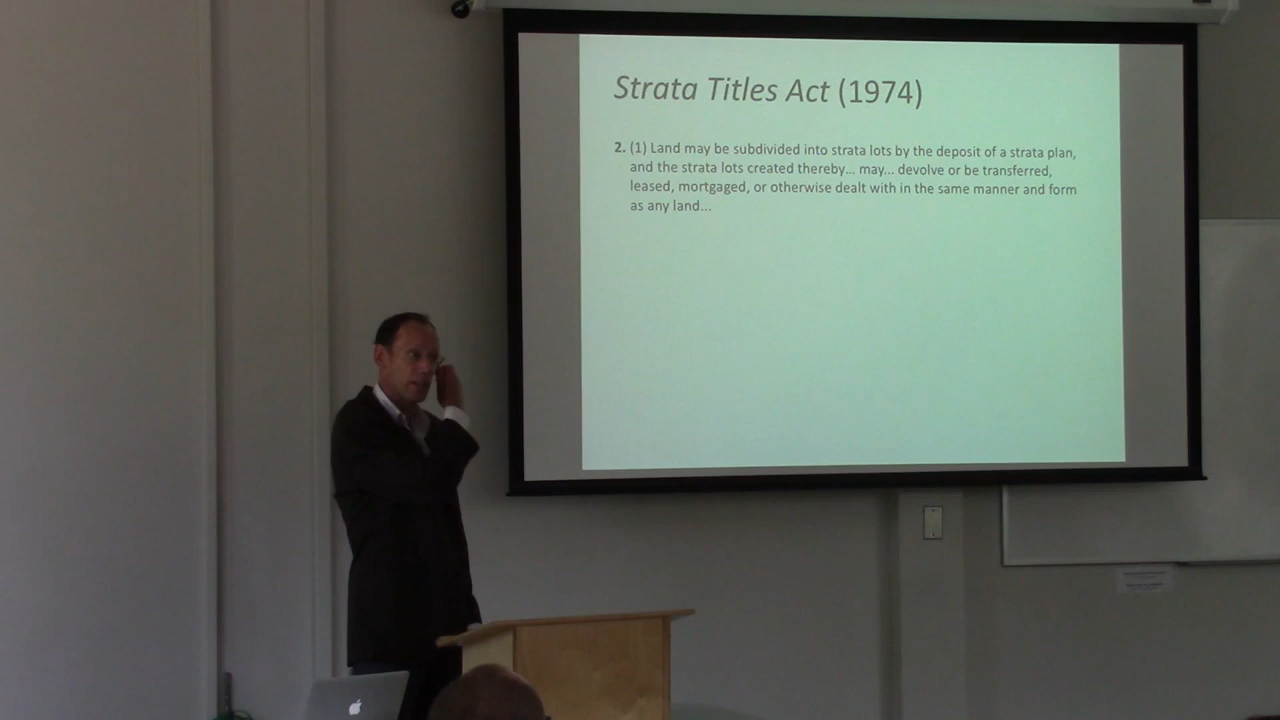 Strata Titles Act (1974)
2. (1) Land may be subdivided into strata lots by the deposit of a strata plan,
and the strata lots created thereby... may... devolve or be transferred,
leased, mortgaged, or otherwise dealt with in the same manner and form
as any land...